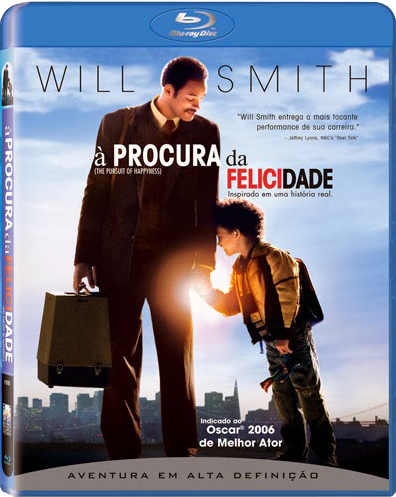 Blu-ray Disc
WILL SMITH
"Will Smith entrega a mais tocante
performance de sua carreira."
– Jeffrey Lyons, NBC's "Reel Talk"
à PROCURA da
(THE PURSUIT OF HAPPYNESS)
FELICIDADE
Inspirado em uma história real.
Indicado ao
Oscar® 2006
de Melhor Ator
AVENTURA EM ALTA DEFINIÇÃO
à PROCURA da FELICIDADE